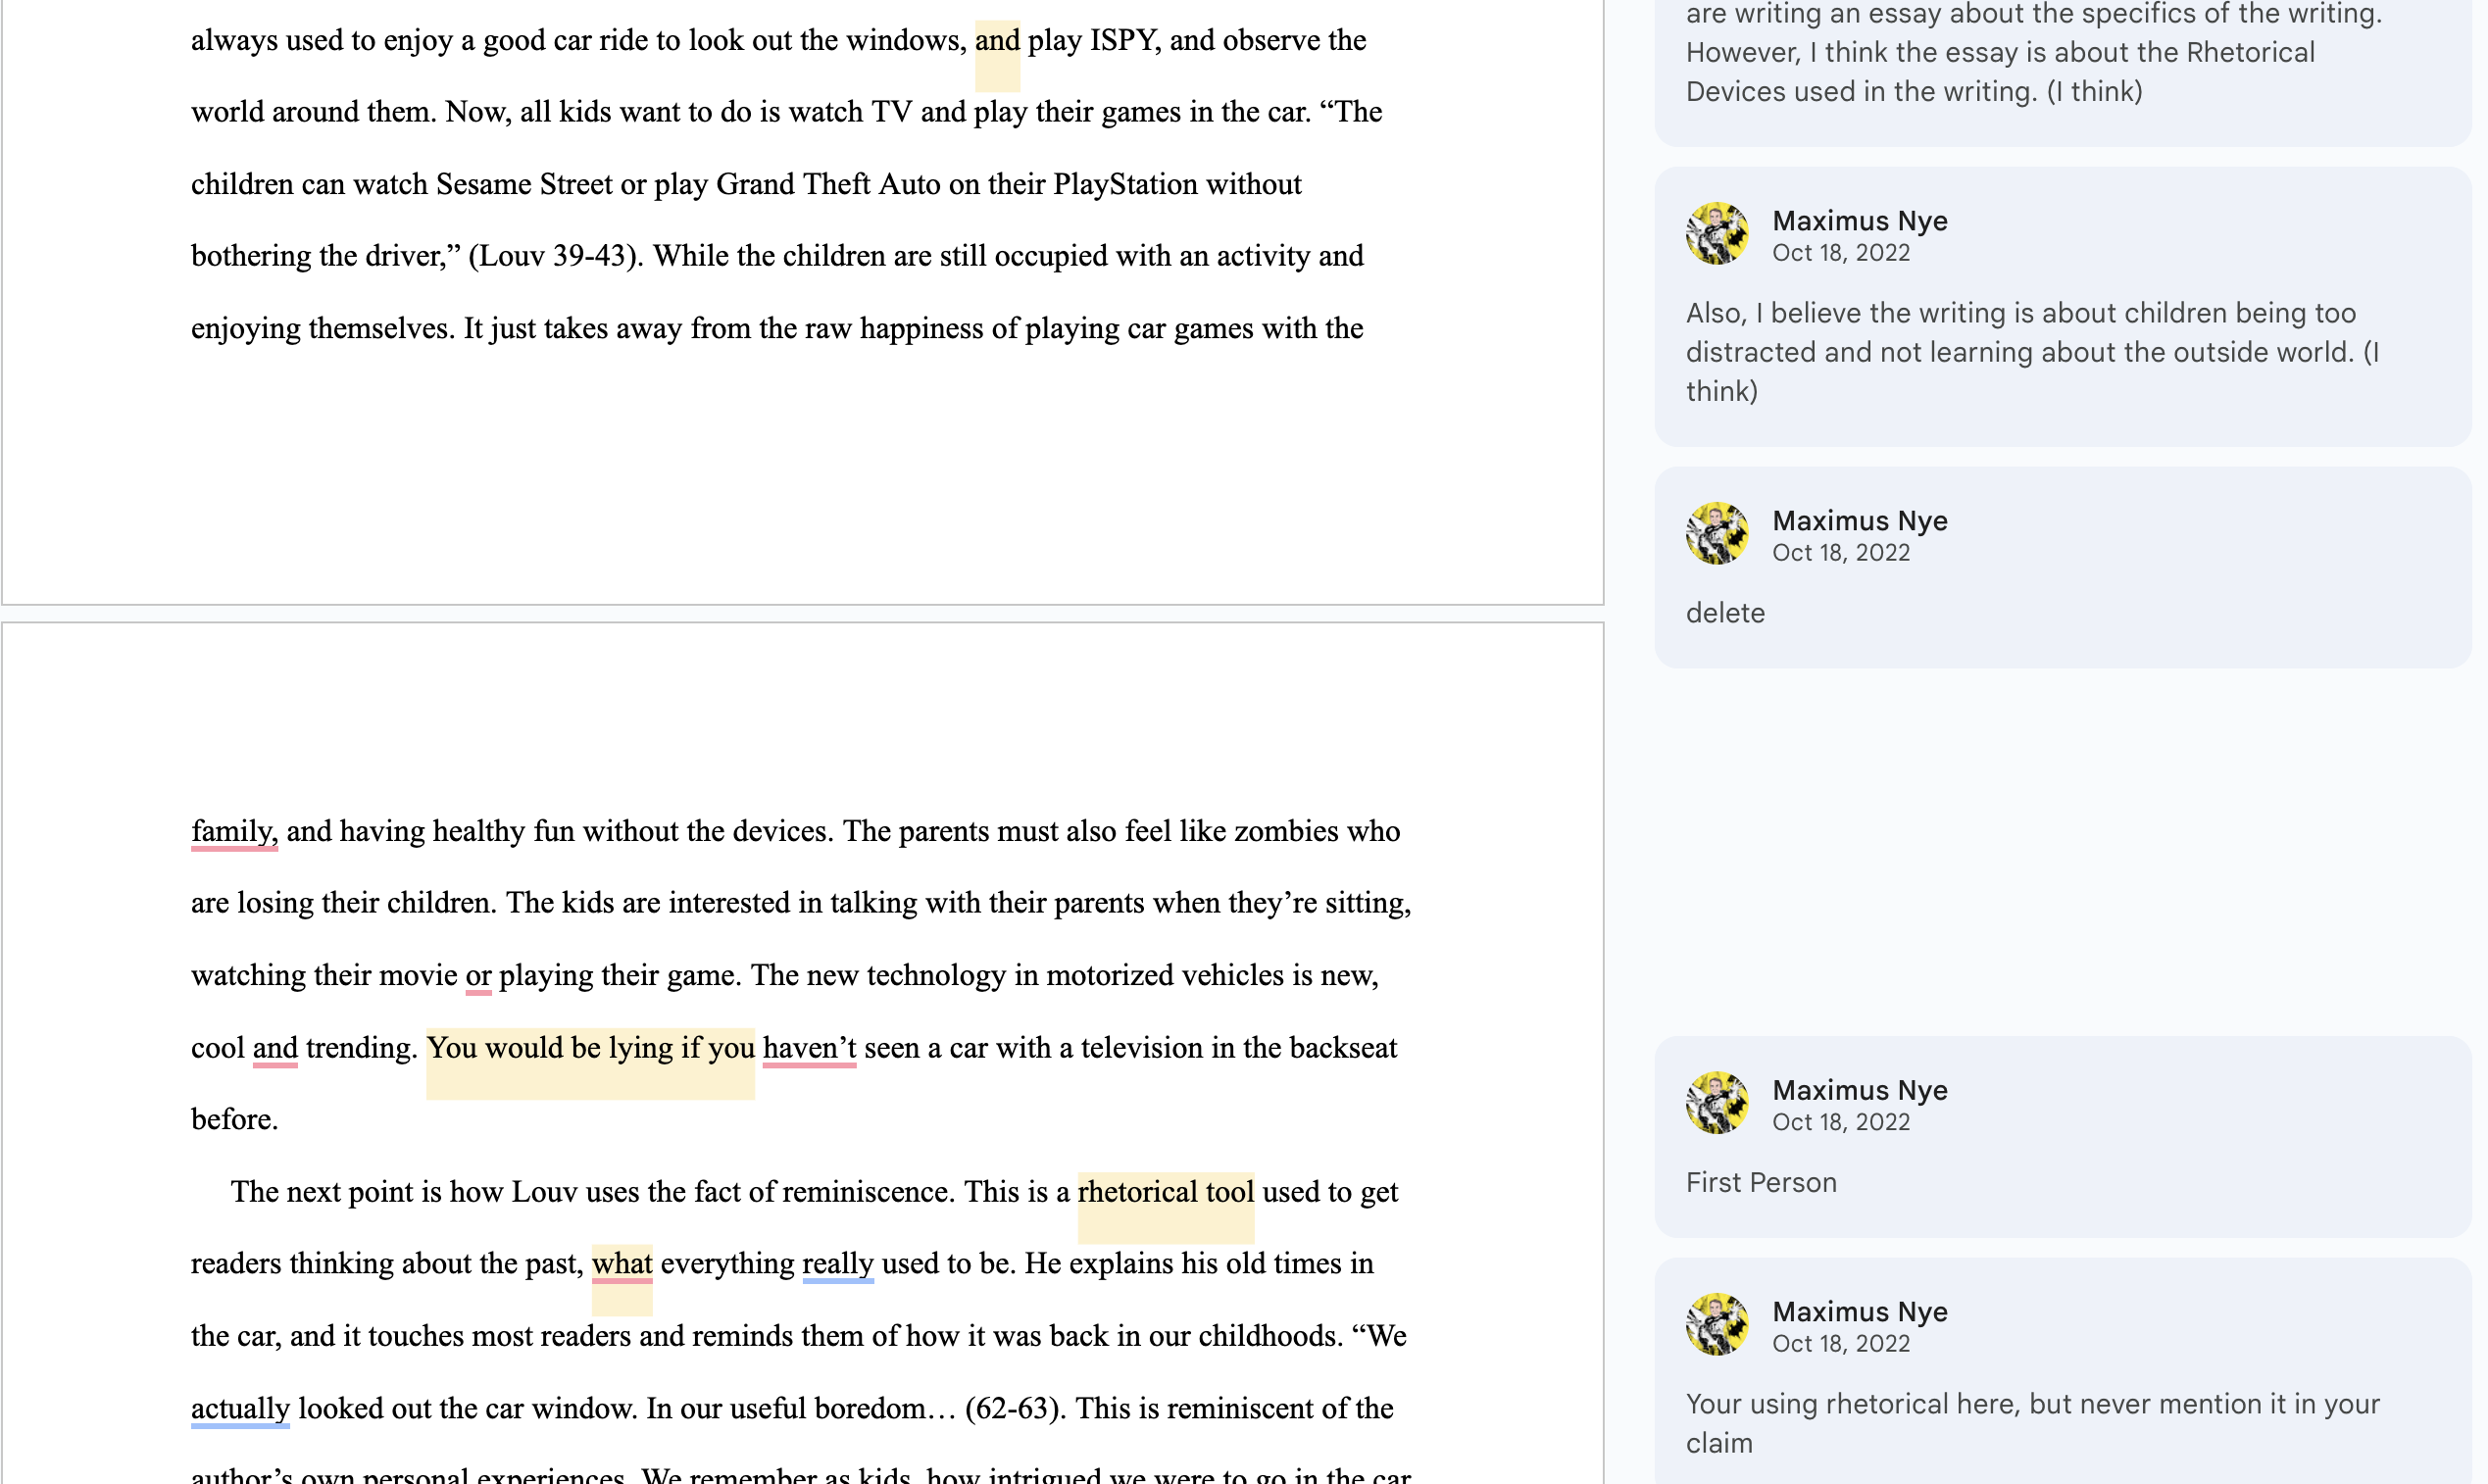 always used to enjoy a good car ride to look out the windows, and play ISPY, and observe the
world around them. Now, all kids want to do is watch TV and play their games in the car. “The
children can watch Sesame Street or play Grand Theft Auto on their PlayStation without
bothering the driver,” (Louv 39-43). While the children are still occupied with an activity and
enjoying themselves. It just takes away from the raw happiness of playing car games with the
family, and having healthy fun without the devices. The parents must also feel like zombies who
are losing their children. The kids are interested in talking with their parents when they’re sitting,
watching their movie or playing their game. The new technology in motorized vehicles is new,
cool and trending. You would be lying if you haven’t seen a car with a television in the backseat
before.
The next point is how Louv uses the fact of reminiscence. This is a rhetorical tool used to get
readers thinking about the past, what everything really used to be. He explains his old times in
the car, and it touches most readers and reminds them of how it was back in our childhoods. “We
actually looked out the car window. In our useful boredom… (62-63). This is reminiscent of the
author’s own personal experiences. We remember as kids, how intrigued we were to go in the car
are writing an essay about the specifics of the writing.
However, I think the essay is about the Rhetorical
Devices used in the writing. (I think)
Maximus Nye
Oct 18, 2022
Also, I believe the writing is about children being too
distracted and not learning about the outside world. (I
think)
Maximus Nye
Oct 18, 2022
delete
Maximus Nye
Oct 18, 2022
First Person
Maximus Nye
Oct 18, 2022
Your using rhetorical here, but never mention it in your
claim